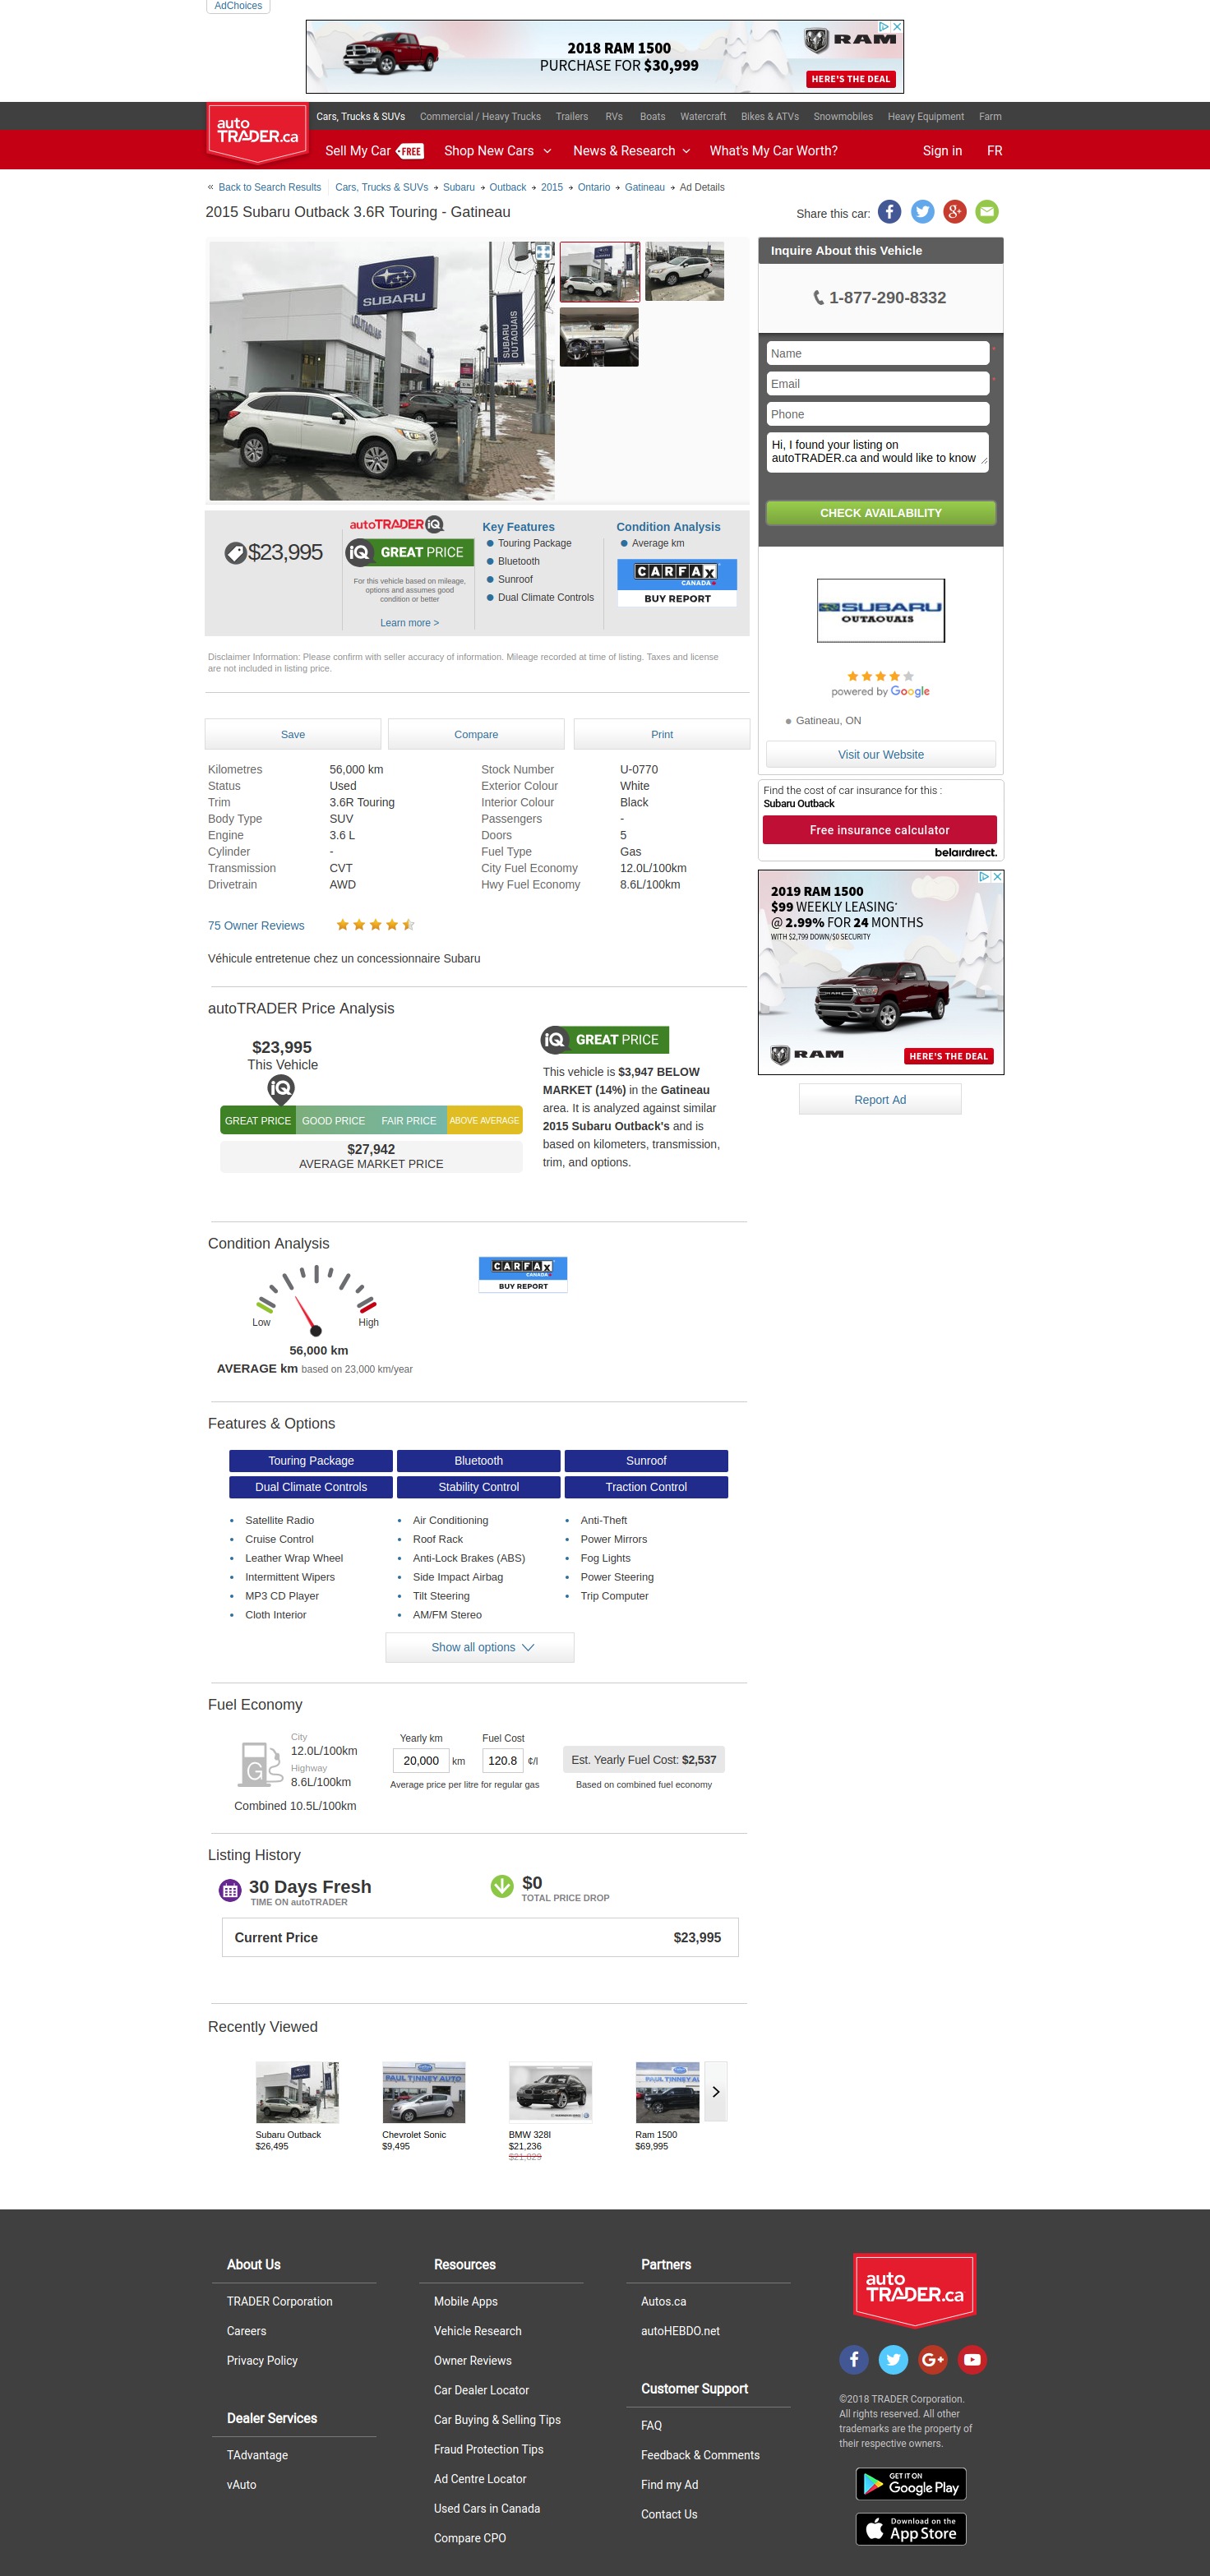 AdChoices
2018 RAM 1500
PURCHASE FOR $30,999
RAM
HERE'S THE DEAL
auto
TRADER.ca
Cars, Trucks & SUVs Commercial / Heavy Trucks Trailers RVs Boats Watercraft Bikes & ATVs Snowmobiles Heavy Equipment Farm
Sell My Car FREE Shop New Cars News & Research What's My Car Worth? Sign in FR
« Back to Search Results Cars, Trucks & SUVs Subaru Outback 2015 Ontario Gatineau Ad Details
2015 Subaru Outback 3.6R Touring - Gatineau
Share this car:
SUBARU
OUTAOUAIS
SUBARU
OUTAOUAIS
Inquire About this Vehicle
1-877-290-8332
Name
Email
Phone
Hi, I found your listing on
autoTRADER.ca and would like to know
CHECK AVAILABILITY
$23,995
autoTRADER iQ
iQ GREAT PRICE
For this vehicle based on mileage,
options and assumes good
condition or better
Learn more >
Key Features
Touring Package
Bluetooth
Sunroof
Dual Climate Controls
Condition Analysis
Average km
CARFAX
CANADA
BUY REPORT
Disclaimer Information: Please confirm with seller accuracy of information. Mileage recorded at time of listing. Taxes and license
are not included in listing price.
SUBARU
OUTAOUAIS
powered by Google
Gatineau, ON
Visit our Website
Save Compare Print
Kilometres 56,000 km Stock Number U-0770
Status Used Exterior Colour White
Trim 3.6R Touring Interior Colour Black
Body Type SUV Passengers -
Engine 3.6 L Doors 5
Cylinder - Fuel Type Gas
Transmission CVT City Fuel Economy 12.0L/100km
Drivetrain AWD Hwy Fuel Economy 8.6L/100km
Find the cost of car insurance for this :
Subaru Outback
Free insurance calculator
belairdirect.
75 Owner Reviews
Véhicule entretenue chez un concessionnaire Subaru
2019 RAM 1500
$99 WEEKLY LEASING*
@ 2.99% FOR 24 MONTHS
WITH $2,799 DOWN/$0 SECURITY
RAM
HERE'S THE DEAL
Report Ad
autoTRADER Price Analysis
$23,995
This Vehicle
iQ
GREAT PRICE GOOD PRICE FAIR PRICE ABOVE AVERAGE
$27,942
AVERAGE MARKET PRICE
iQ GREAT PRICE
This vehicle is $3,947 BELOW
MARKET (14%) in the Gatineau
area. It is analyzed against similar
2015 Subaru Outback's and is
based on kilometers, transmission,
trim, and options.
Condition Analysis
Low High
56,000 km
AVERAGE km based on 23,000 km/year
CARFAX
CANADA
BUY REPORT
Features & Options
Touring Package Bluetooth Sunroof
Dual Climate Controls Stability Control Traction Control
Satellite Radio Air Conditioning Anti-Theft
Cruise Control Roof Rack Power Mirrors
Leather Wrap Wheel Anti-Lock Brakes (ABS) Fog Lights
Intermittent Wipers Side Impact Airbag Power Steering
MP3 CD Player Tilt Steering Trip Computer
Cloth Interior AM/FM Stereo
Show all options
Fuel Economy
G
City
12.0L/100km
Highway
8.6L/100km
Combined 10.5L/100km
Yearly km Fuel Cost
20,000 km 120.8 ¢/l
Average price per litre for regular gas
Est. Yearly Fuel Cost: $2,537
Based on combined fuel economy
Listing History
30 Days Fresh
TIME ON autoTRADER
$0
TOTAL PRICE DROP
Current Price $23,995
Recently Viewed
PAUL TINNEY AUTO
Subaru Outback
$26,495
Chevrolet Sonic
$9,495
BMW 328I
$21,236
$21,829
Ram 1500
$69,995
About Us
TRADER Corporation
Careers
Privacy Policy
Dealer Services
TAdvantage
vAuto
Resources
Mobile Apps
Vehicle Research
Owner Reviews
Car Dealer Locator
Car Buying & Selling Tips
Fraud Protection Tips
Ad Centre Locator
Used Cars in Canada
Compare CPO
Partners
Autos.ca
autoHEBDO.net
Customer Support
FAQ
Feedback & Comments
Find my Ad
Contact Us
auto
TRADER.ca
©2018 TRADER Corporation.
All rights reserved. All other
trademarks are the property of
their respective owners.
GET IT ON
Google Play
Download on the
App Store